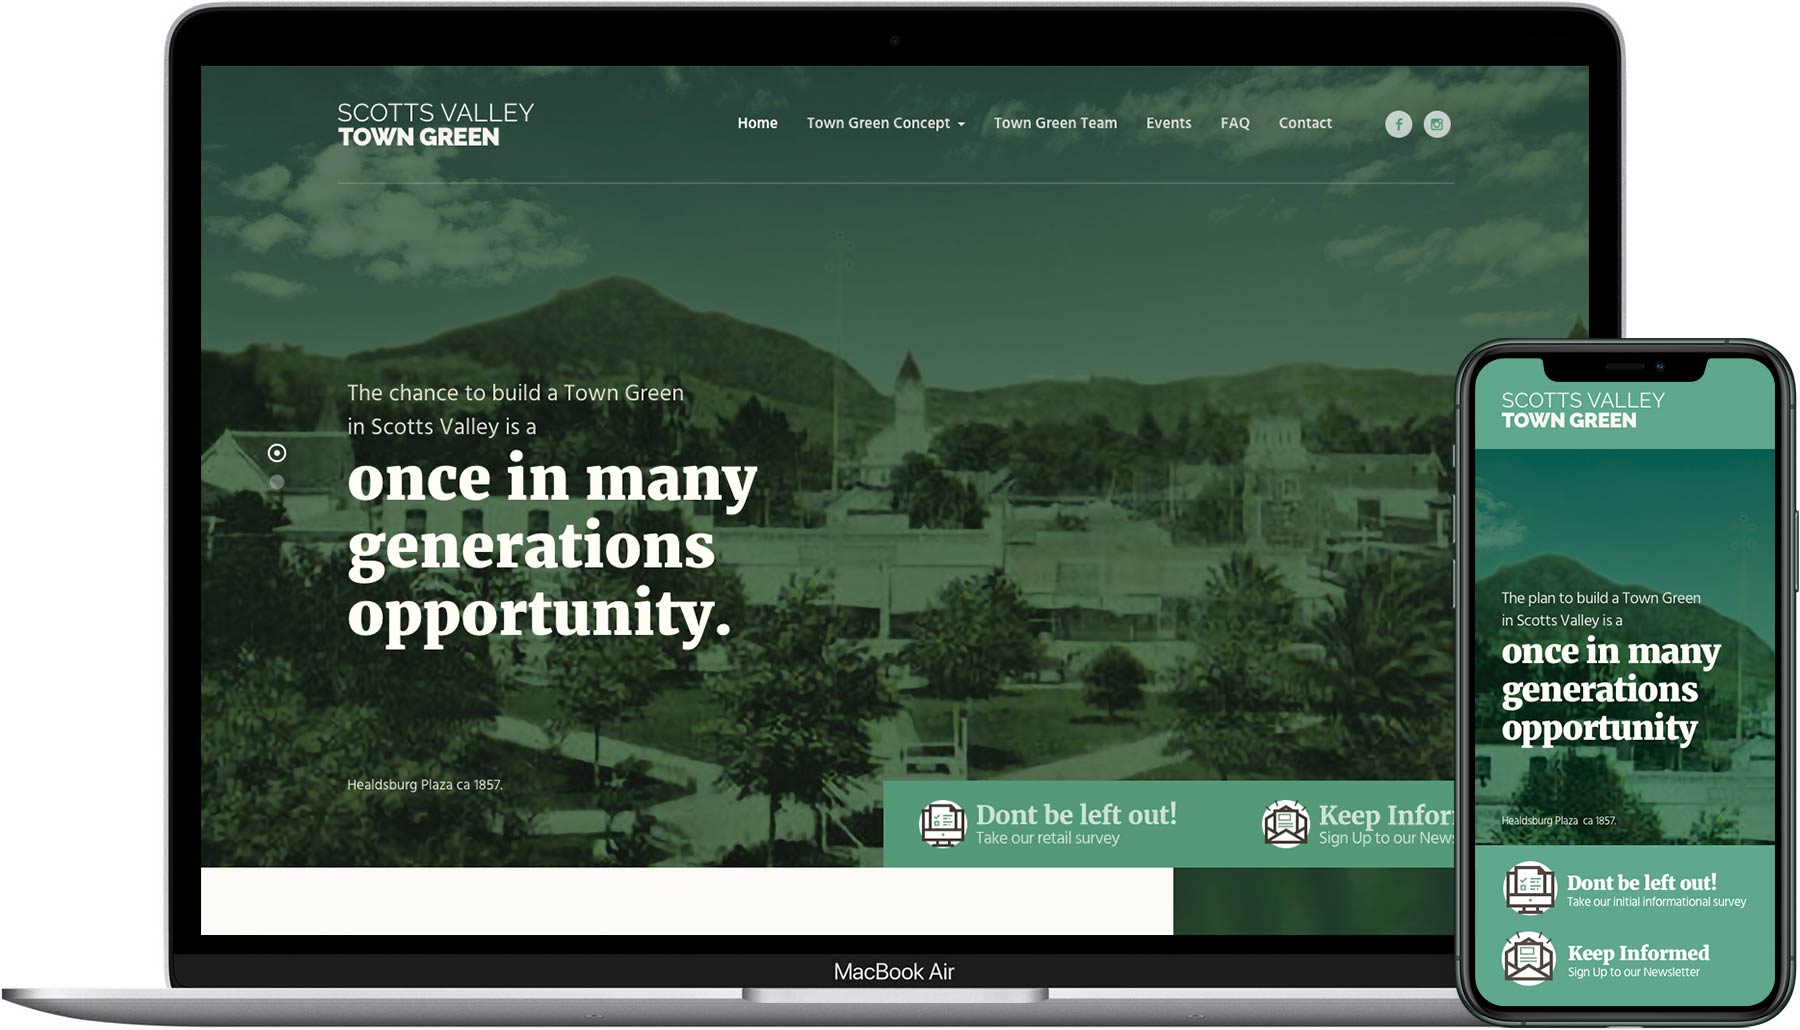 SCOTTS VALLEY
TOWN GREEN
Home Town Green Concept Town Green Team Events FAQ Contact
The chance to build a Town Green
in Scotts Valley is a
once in many
generations
opportunity.
Healdsburg Plaza ca 1857.
Dont be left out!
Take our retail survey
Keep Infor
Sign Up to our News
MacBook Air
SCOTTS VALLEY
TOWN GREEN
The plan to build a Town Green
in Scotts Valley is a
once in many
generations
opportunity
Healdsburg Plaza ca 1857.
Dont be left out!
Take our initial informational survey
Keep Informed
Sign Up to our Newsletter